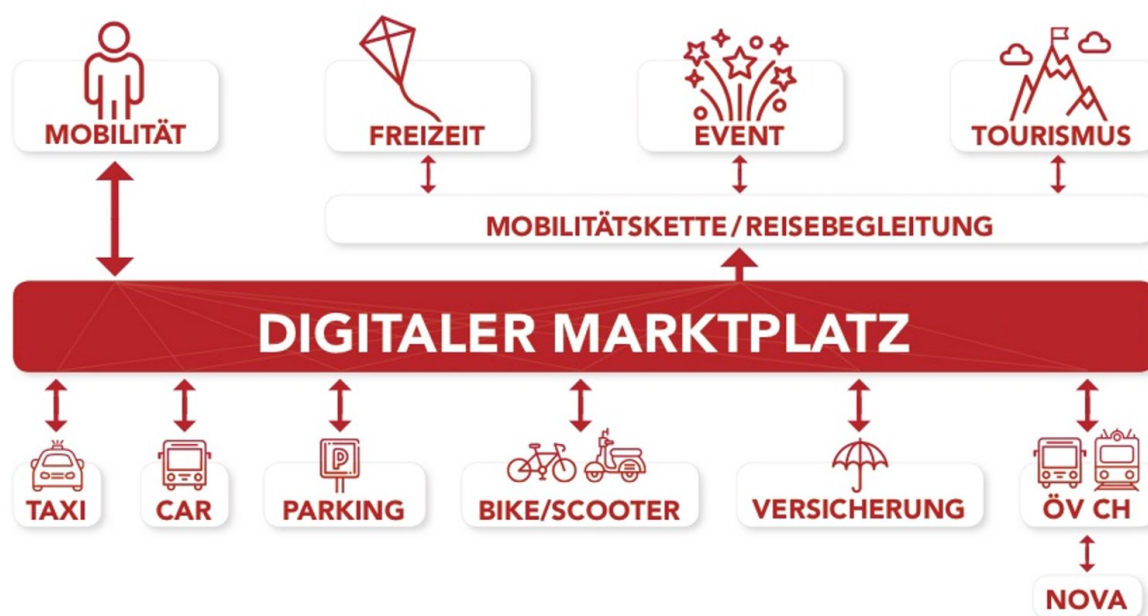 MOBILITÄT
FREIZEIT
EVENT
TOURISMUS
MOBILITÄTSKETTE/REISEBEGLEITUNG
DIGITALER MARKTPLATZ
P
TAXI
CAR
PARKING
BIKE/SCOOTER
VERSICHERUNG
ÖV CH
NOVA